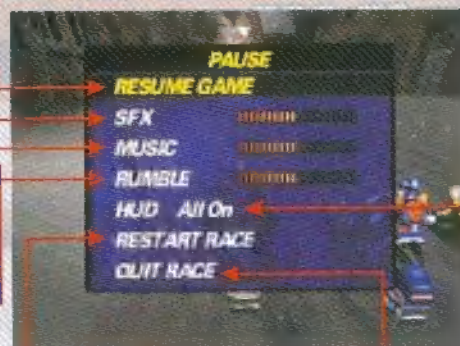 PAUSE
RESUME GAME
SFX
MUSIC
RUMBLE
HUD All On
RESTART RACE
QUIT RACE